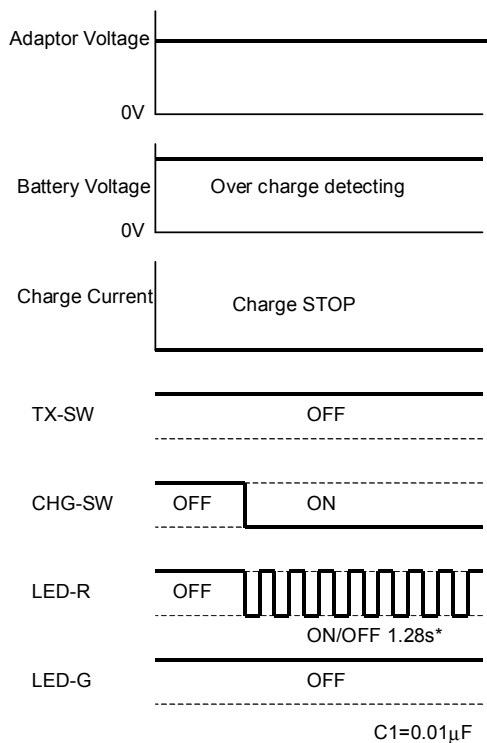 Adaptor Voltage
0V
Battery Voltage Over charge detecting
0V
Charge Current Charge STOP
TX-SW OFF
CHG-SW OFF ON
LED-R OFF
ON/OFF 1.28s*
LED-G OFF
C1=0.01μF